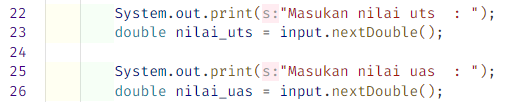 22 System.out.print(s:"Masukan nilai uts  : ");
23 double nilai_uts = input.nextDouble();
24
25 System.out.print(s:"Masukan nilai uas  : ");
26 double nilai_uas = input.nextDouble();